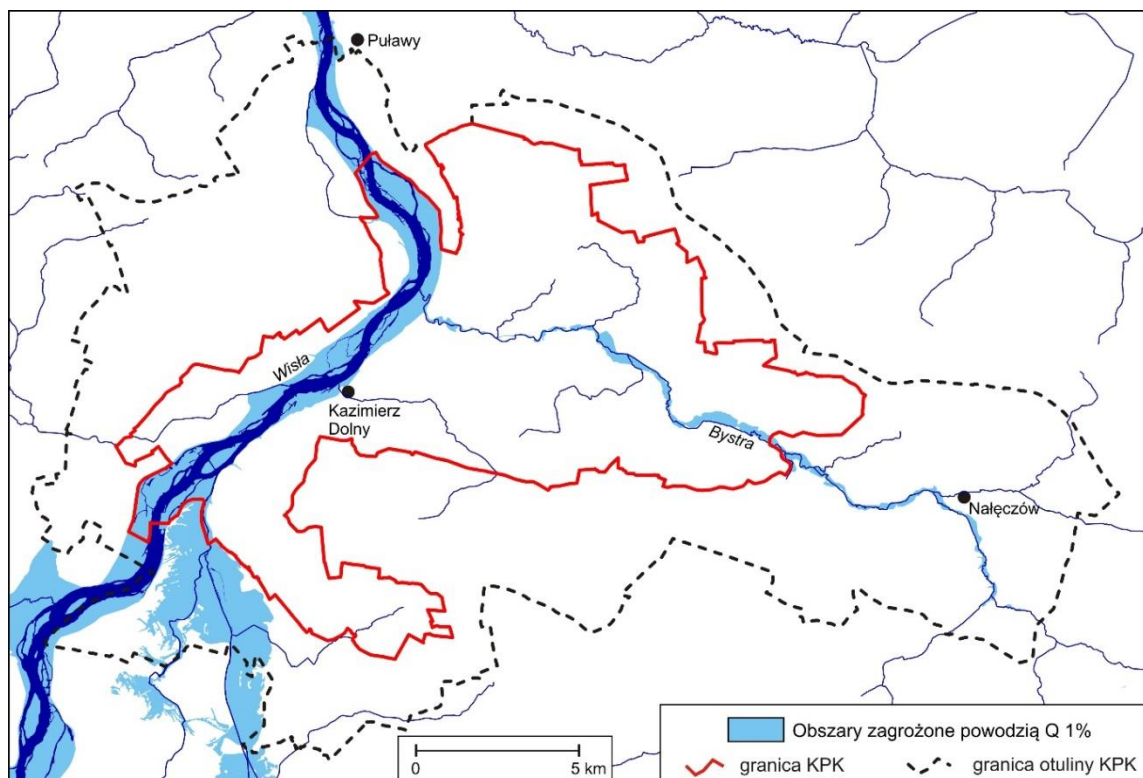 Puławy
Wisła
Kazimierz
Dolny
Bystra
Nałęczów
0 5 km
Obszary zagrożone powodzią Q 1%
granica KPK granica otuliny KPK